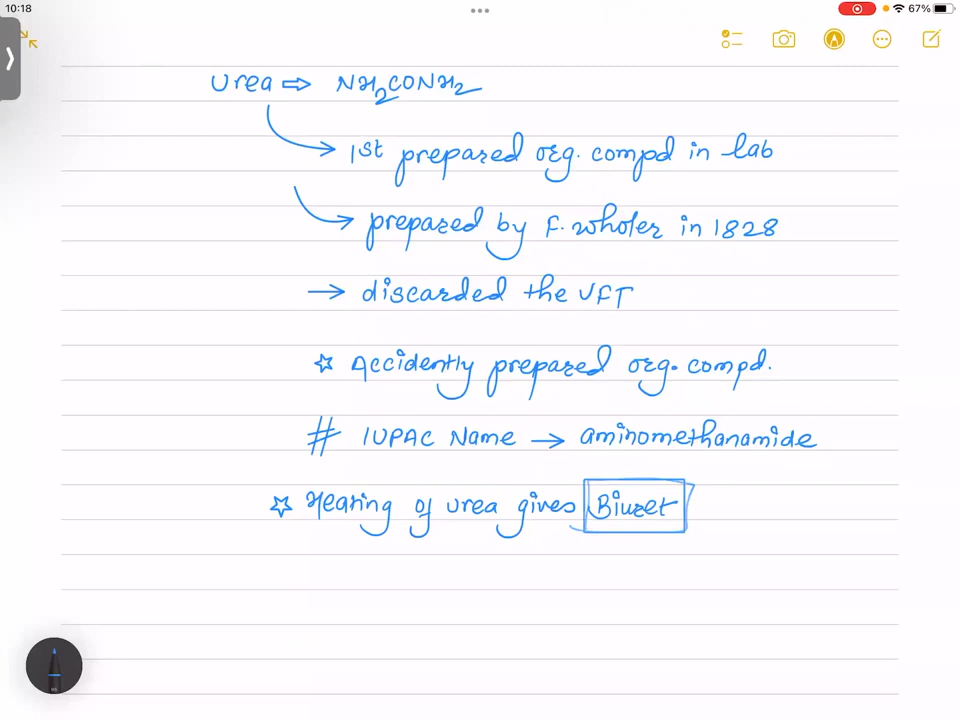 10:18
67%
Urea ⇨ NH2CONH2
→ 1st prepared org. compd in lab
→ prepared by F. Wholer in 1828
→ discarded the VFT
☆ Accidently prepared org. compd.
# IUPAC Name → aminomethanamide
☆ Heating of urea gives Biuret